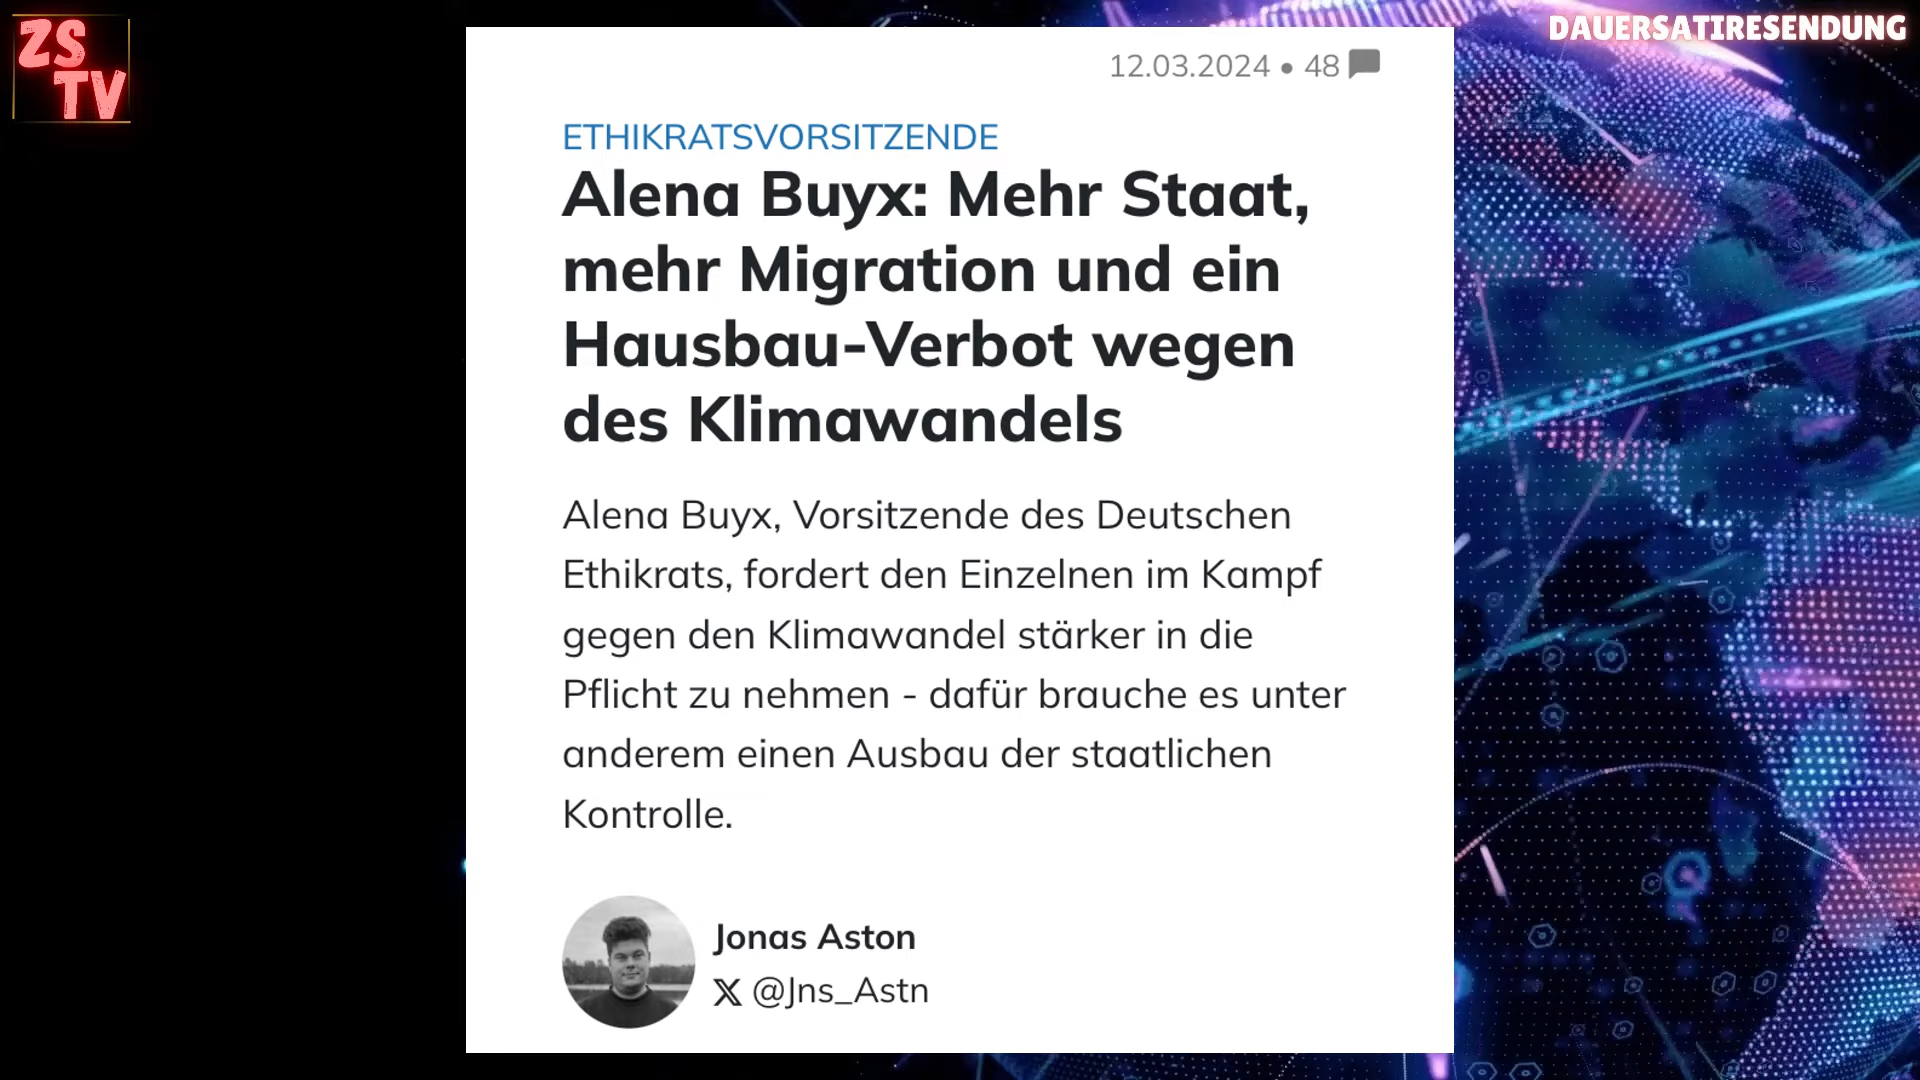 ZS
TV
DAUERSATIRESENDUNG
12.03.2024 • 48
ETHIKRATSVORSITZENDE
Alena Buyx: Mehr Staat,
mehr Migration und ein
Hausbau-Verbot wegen
des Klimawandels
Alena Buyx, Vorsitzende des Deutschen
Ethikrats, fordert den Einzelnen im Kampf
gegen den Klimawandel stärker in die
Pflicht zu nehmen - dafür brauche es unter
anderem einen Ausbau der staatlichen
Kontrolle.
Jonas Aston
X @Jns_Astn